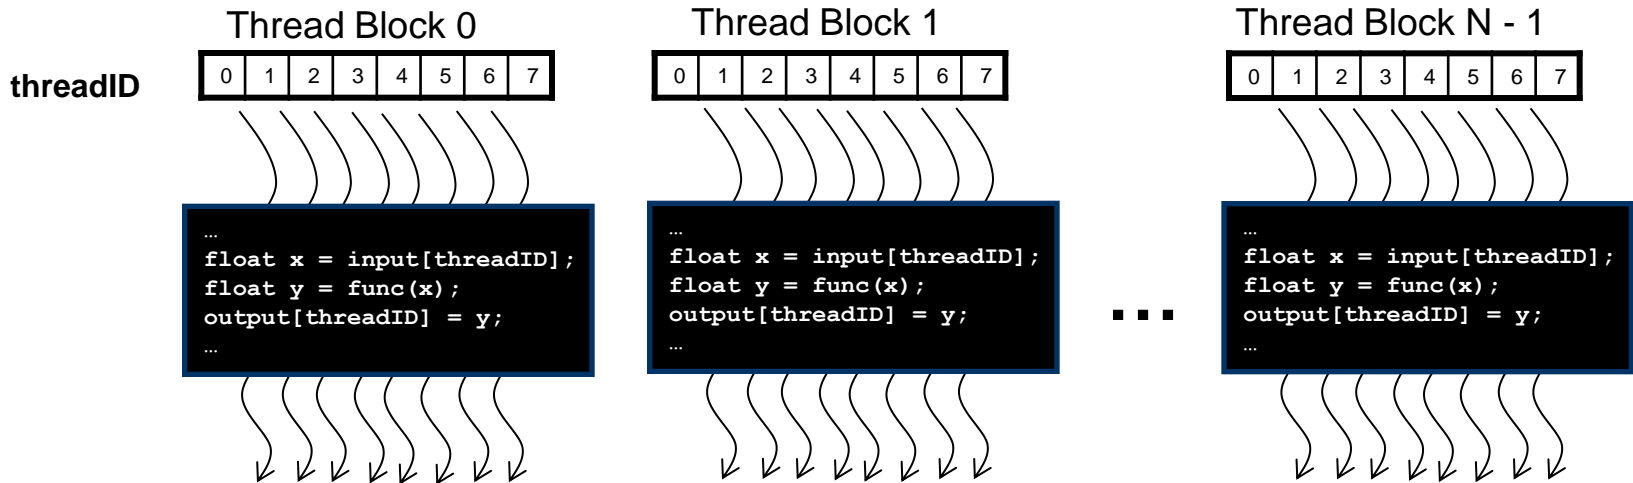 Thread Block 0
Thread Block 1
Thread Block N - 1
threadID
0 1 2 3 4 5 6 7
0 1 2 3 4 5 6 7
0 1 2 3 4 5 6 7
…
float x = input[threadID];
float y = func(x);
output[threadID] = y;
…
…
float x = input[threadID];
float y = func(x);
output[threadID] = y;
…
…
…
float x = input[threadID];
float y = func(x);
output[threadID] = y;
…